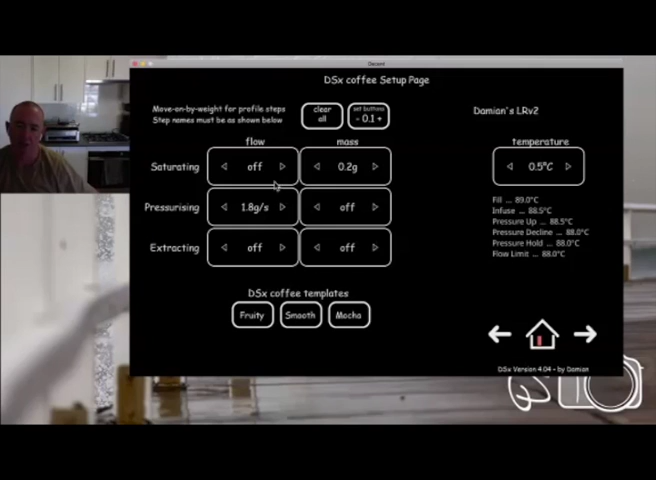 Decent
DSx coffee Setup Page
Move-on-by-weight for profile steps
Step names must be as shown below
clear
all
set buttons
- 0.1 +
Damian's LRv2
flow
mass
temperature
Saturating
off
0.2g
0.5°C
Pressurising
1.8g/s
off
Extracting
off
off
Fill ... 89.0°C
Infuse ... 88.5°C
Pressure Up ... 88.5°C
Pressure Decline ... 88.0°C
Pressure Hold ... 88.0°C
Flow Limit ... 88.0°C
DSx coffee templates
Fruity
Smooth
Mocha
DSx Version 4.04 - by Damian